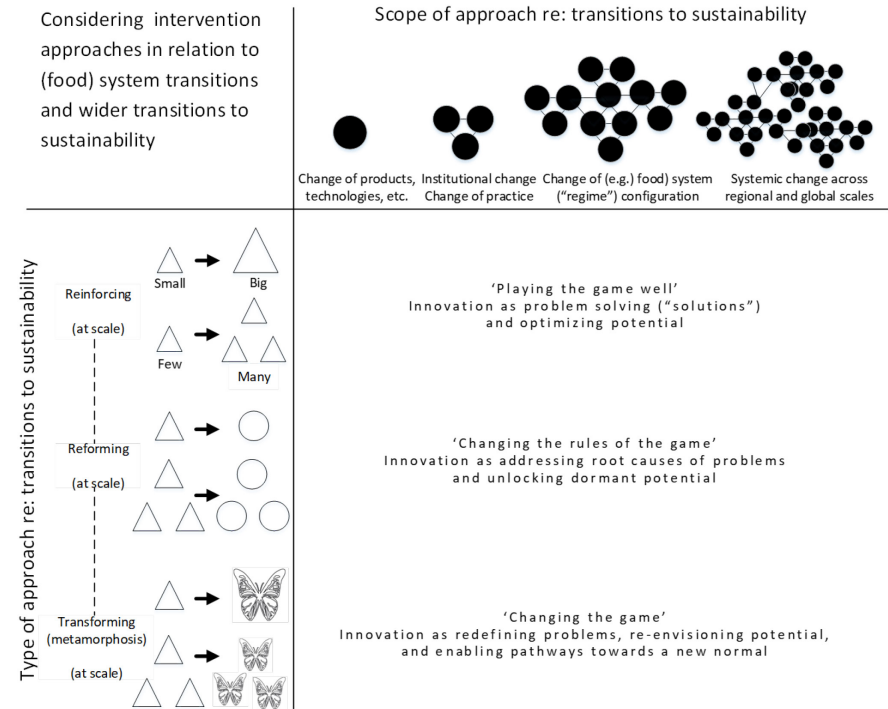 Considering intervention
approaches in relation to
(food) system transitions
and wider transitions to
sustainability
Scope of approach re: transitions to sustainability
Change of products,
technologies, etc.
Institutional change
Change of practice
Change of (e.g.) food) system
(“regime”) configuration
Systemic change across
regional and global scales
Type of approach re: transitions to sustainability
Reinforcing
(at scale)
Small
Big
Few
Many
‘Playing the game well’
Innovation as problem solving (“solutions”)
and optimizing potential
Reforming
(at scale)
‘Changing the rules of the game’
Innovation as addressing root causes of problems
and unlocking dormant potential
Transforming
(metamorphosis)
(at scale)
‘Changing the game’
Innovation as redefining problems, re-envisioning potential,
and enabling pathways towards a new normal